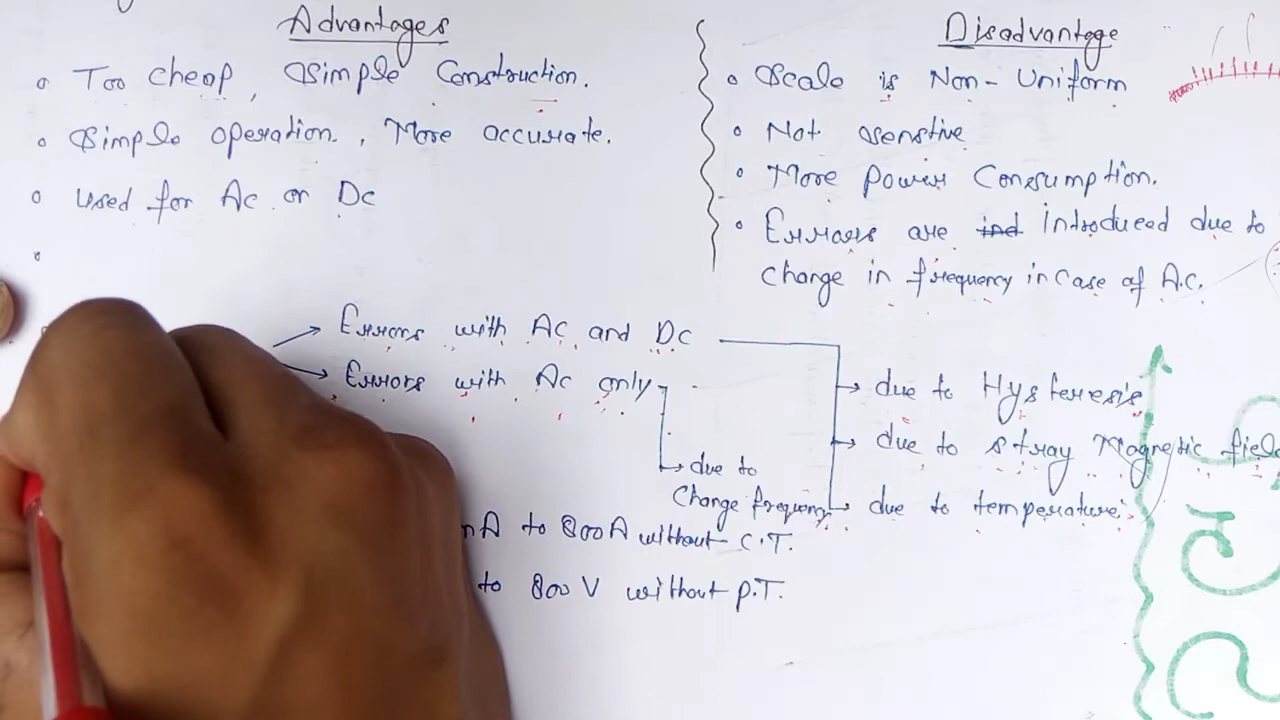 Advantages
Too cheap, Simple Construction.
Simple operation, More accurate.
used for Ac or Dc
Disadvantage
Scale is Non-Uniform
Not senstive
More Power Consumption.
Errors are ind introduced due to
change in frequency in case of A.C.
Errors with Ac and Dc
Errors with Ac only
due to
Change frequency
due to Hysteresis
due to stray Magnetic field
due to temperature
mA to 800A without C.T.
to 800 V without P.T.